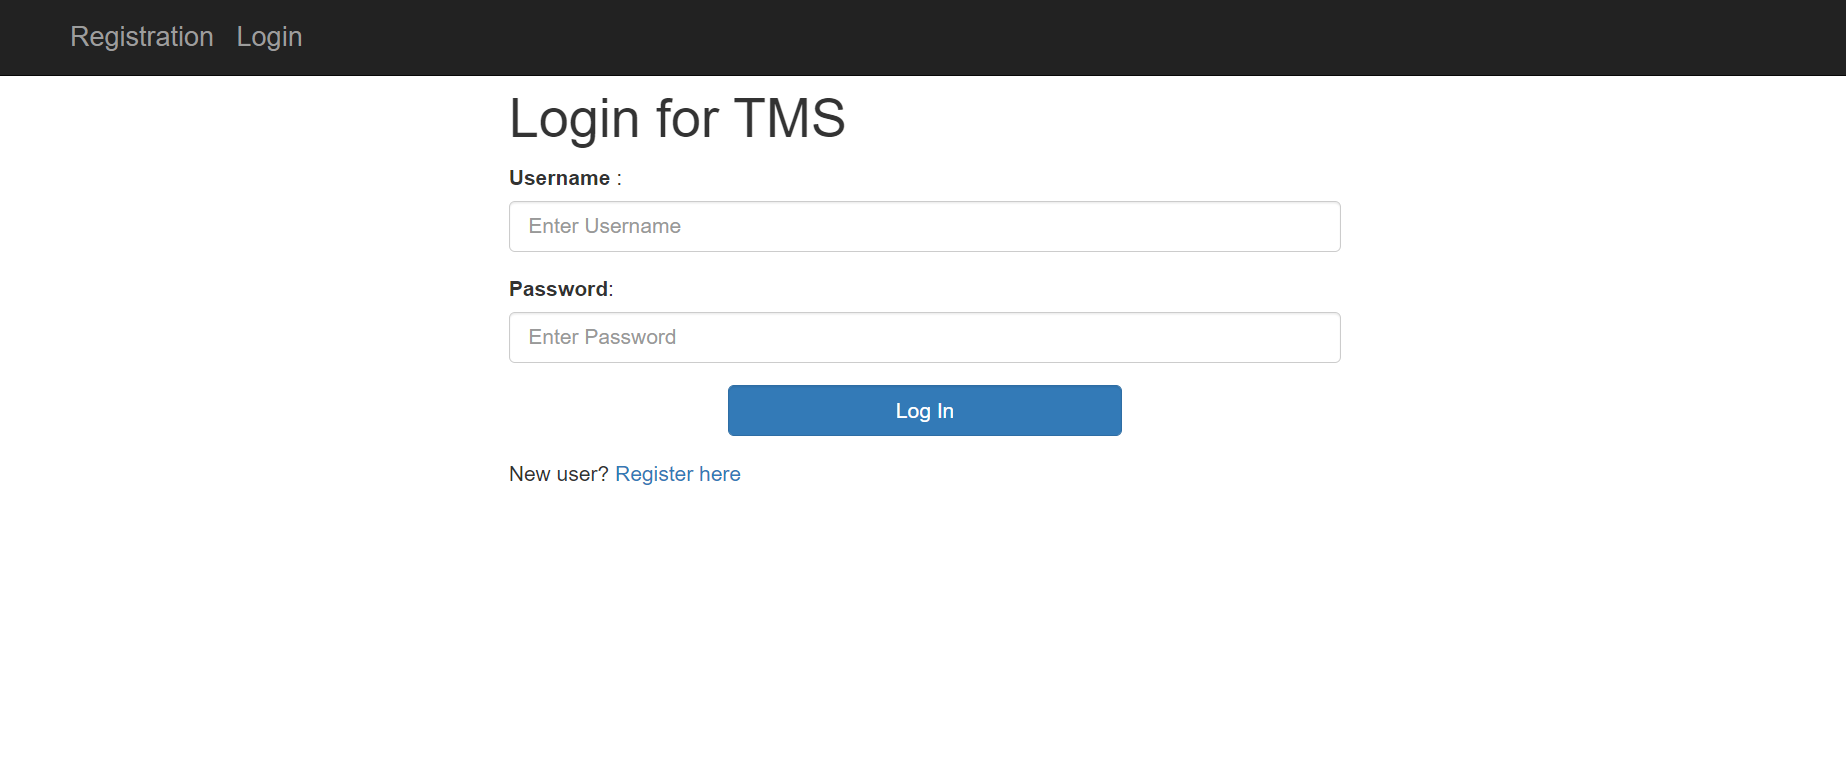 Registration Login
Login for TMS
Username :
Enter Username
Password:
Enter Password
Log In
New user? Register here